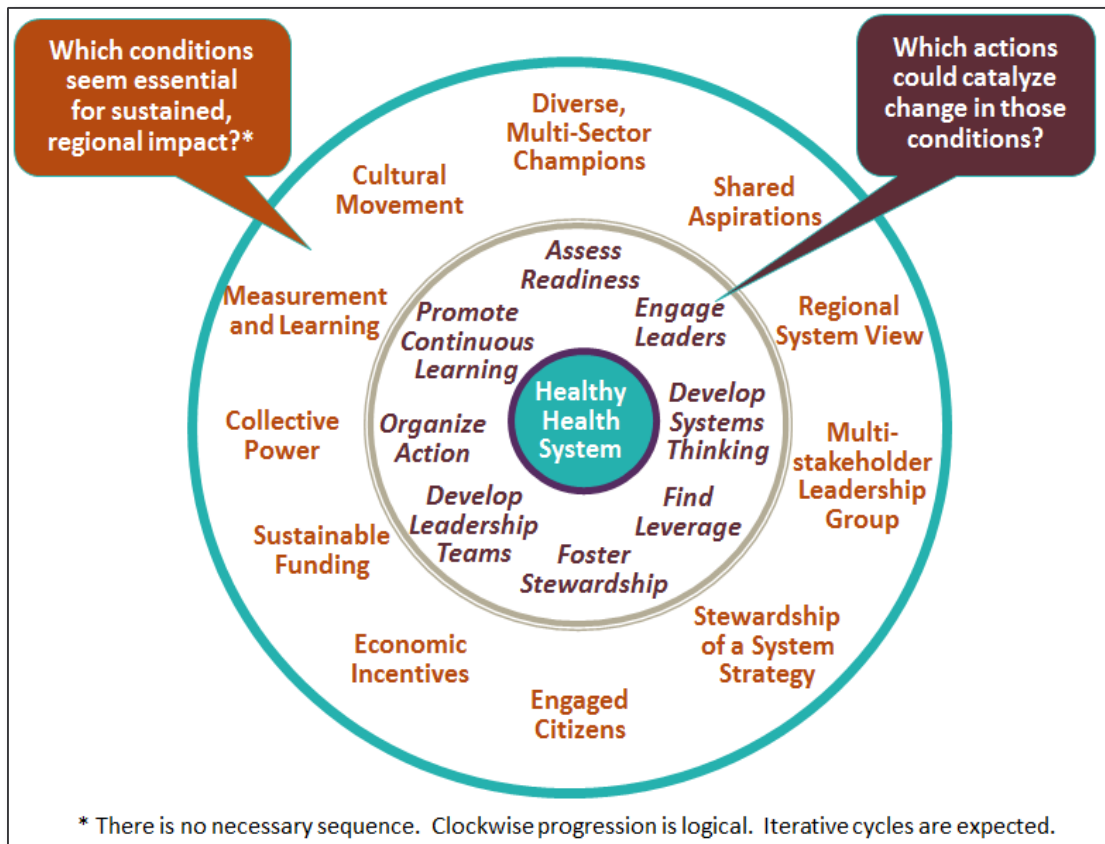 Which conditions
seem essential
for sustained,
regional impact?*
Which actions
could catalyze
change in those
conditions?
Diverse,
Multi-Sector
Champions
Shared
Aspirations
Regional
System View
Multi-
stakeholder
Leadership
Group
Stewardship
of a System
Strategy
Engaged
Citizens
Economic
Incentives
Sustainable
Funding
Collective
Power
Measurement
and Learning
Cultural
Movement
Assess
Readiness
Engage
Leaders
Develop
Systems
Thinking
Find
Leverage
Foster
Stewardship
Develop
Leadership
Teams
Organize
Action
Promote
Continuous
Learning
Healthy
Health
System
* There is no necessary sequence. Clockwise progression is logical. Iterative cycles are expected.